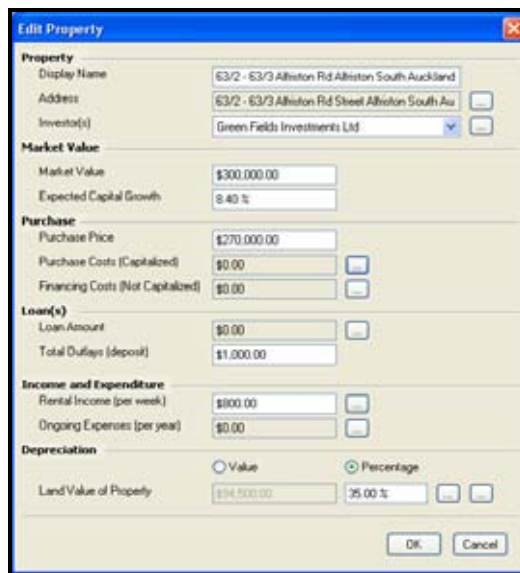 Edit Property
Property
Display Name 63/2 - 63/3 Alfriston Rd Alfriston South Auckland
Address 63/2 - 63/3 Alfriston Rd Street Alfriston South Au ...
Investor(s) Green Fields Investments Ltd ...
Market Value
Market Value $300,000.00
Expected Capital Growth 8.40 %
Purchase
Purchase Price $270,000.00
Purchase Costs (Capitalized) $0.00 ...
Financing Costs (Not Capitalized) $0.00 ...
Loan(s)
Loan Amount $0.00 ...
Total Outlays (deposit) $1,000.00
Income and Expenditure
Rental Income (per week) $800.00 ...
Ongoing Expenses (per year) $0.00 ...
Depreciation
Value Percentage
Land Value of Property $94,500.00 35.00 % ... ...
OK Cancel